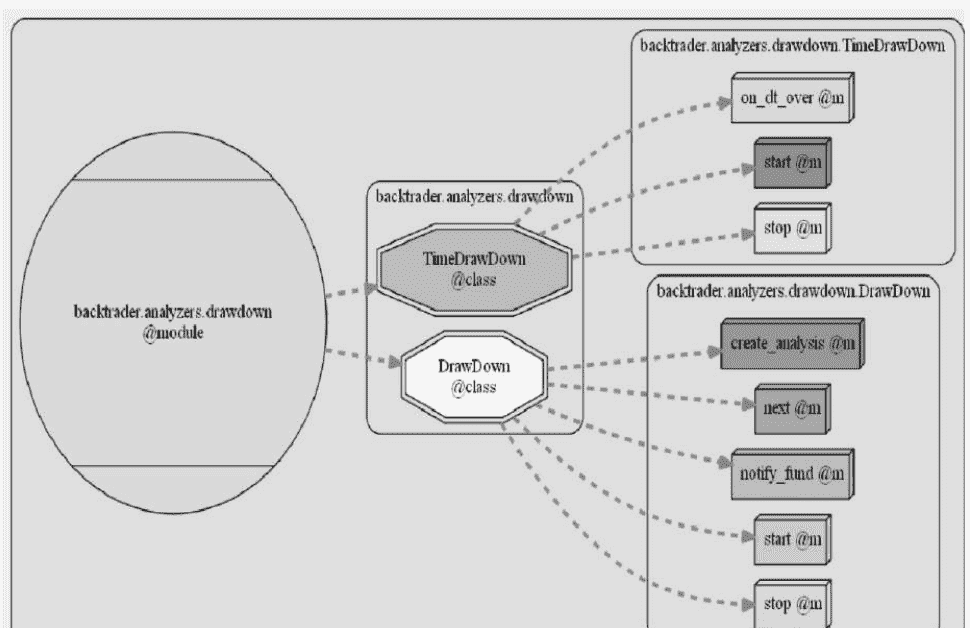 backtrader.analyzers.drawdown.TimeDrawDown
on_dt_over @m
start @m
stop @m
backtrader.analyzers.drawdown
TimeDrawDown
@class
DrawDown
@class
backtrader.analyzers.drawdown
@module
backtrader.analyzers.drawdown.DrawDown
create_analysis @m
next @m
notify_fund @m
start @m
stop @m